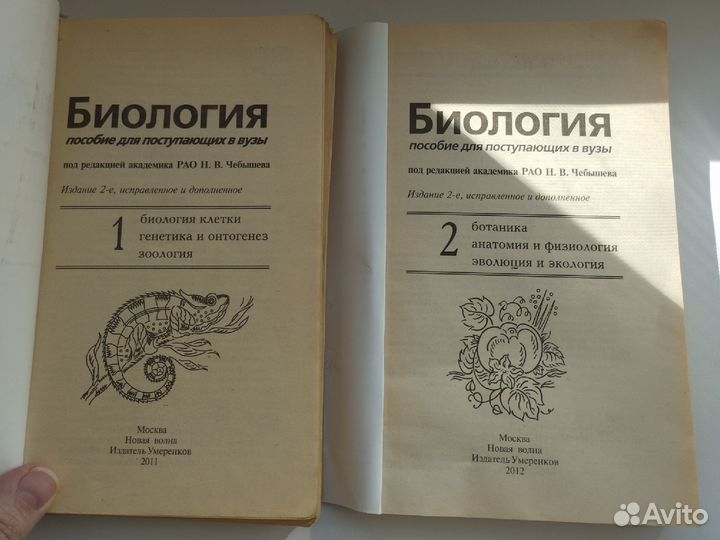 Биология
пособие для поступающих в вузы
под редакцией академика РАО Н. В. Чебышева
Издание 2-е, исправленное и дополненное
1
биология клетки
генетика и онтогенез
зоология
Москва
Новая волна
Издатель Умеренков
2011
Биология
пособие для поступающих в вузы
под редакцией академика РАО Н. В. Чебышева
Издание 2-е, исправленное и дополненное
2
ботаника
анатомия и физиология
эволюция и экология
Москва
Новая волна
Издатель Умеренков
2012
Avito